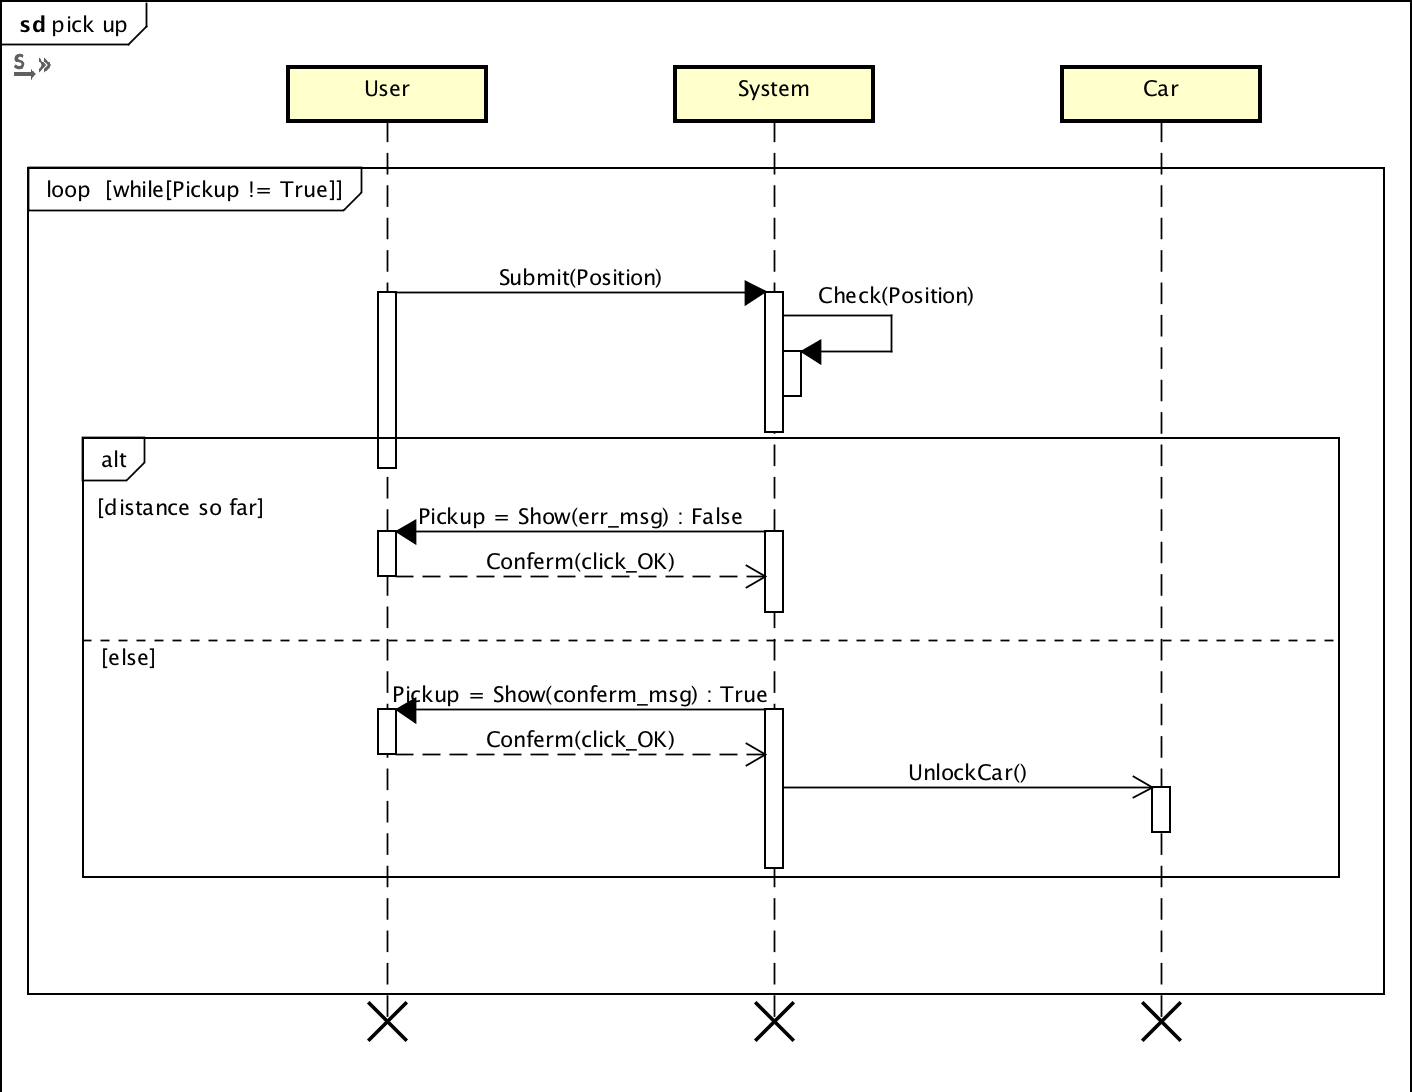 sd pick up
S »
User
System
Car
loop [while[Pickup != True]]
Submit(Position)
Check(Position)
alt
[distance so far]
Pickup = Show(err_msg) : False
Conferm(click_OK)
[else]
Pickup = Show(conferm_msg) : True
Conferm(click_OK)
UnlockCar()